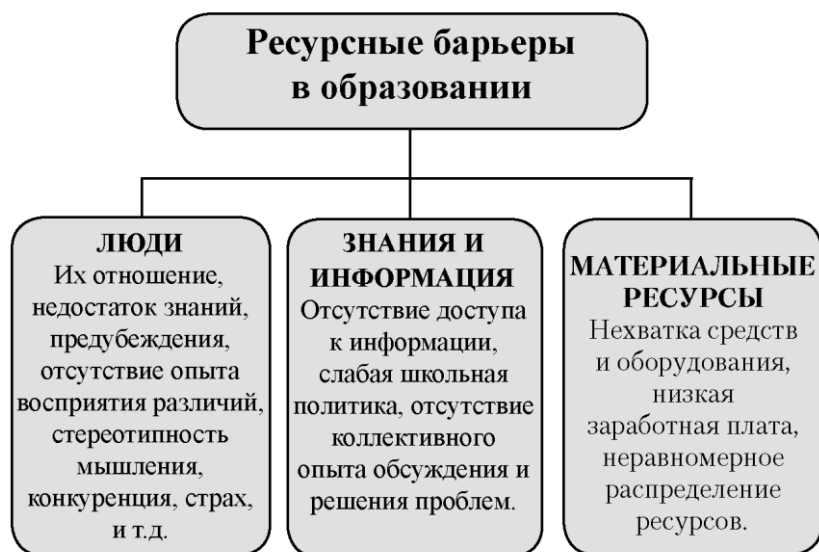 Ресурсные барьеры
в образовании
ЛЮДИ
Их отношение,
недостаток знаний,
предубеждения,
отсутствие опыта
восприятия различий,
стереотипность
мышления,
конкуренция, страх,
и т.д.
ЗНАНИЯ И
ИНФОРМАЦИЯ
Отсутствие доступа
к информации,
слабая школьная
политика, отсутствие
коллективного
опыта обсуждения и
решения проблем.
МАТЕРИАЛЬНЫЕ
РЕСУРСЫ
Нехватка средств
и оборудования,
низкая
заработная плата,
неравномерное
распределение
ресурсов.